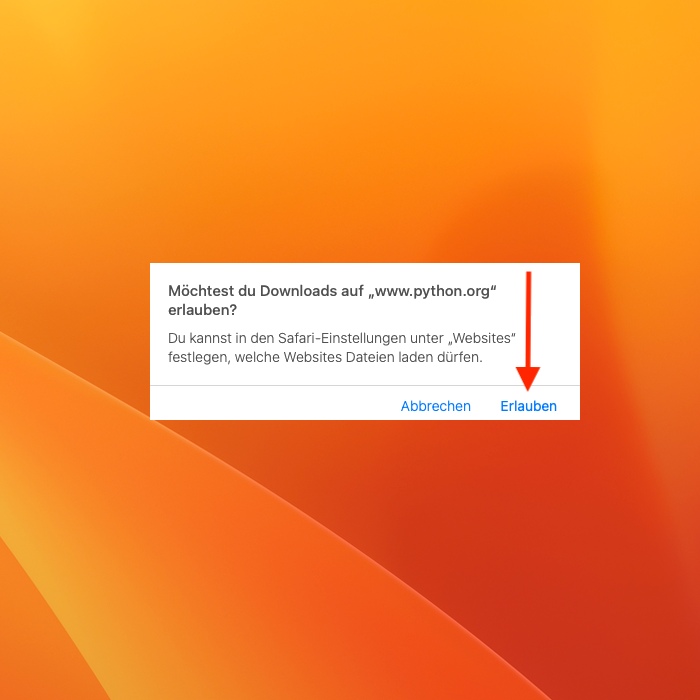 Möchtest du Downloads auf „www.python.org“
erlauben?
Du kannst in den Safari-Einstellungen unter „Websites“
festlegen, welche Websites Dateien laden dürfen.
Abbrechen Erlauben